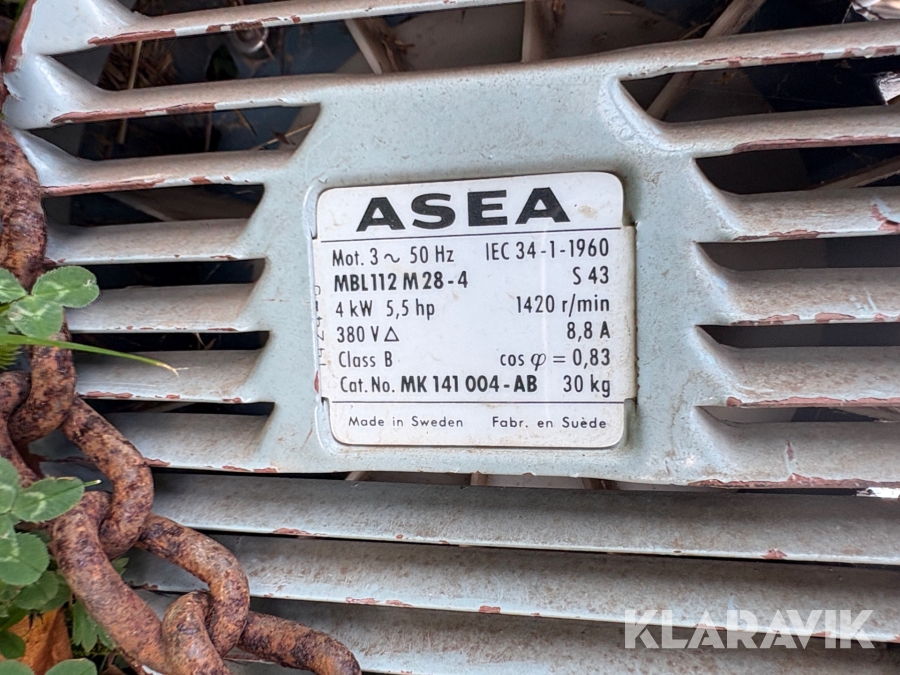 ASEA
Mot. 3 ~ 50 Hz IEC 34-1-1960
MBL112 M 28-4 S 43
4 kW 5,5 hp 1420 r/min
380 V Δ 8,8 A
Class B cos φ = 0,83
Cat. No. MK 141 004-AB 30 kg
Made in Sweden Fabr. en Suède
KLARAVIK